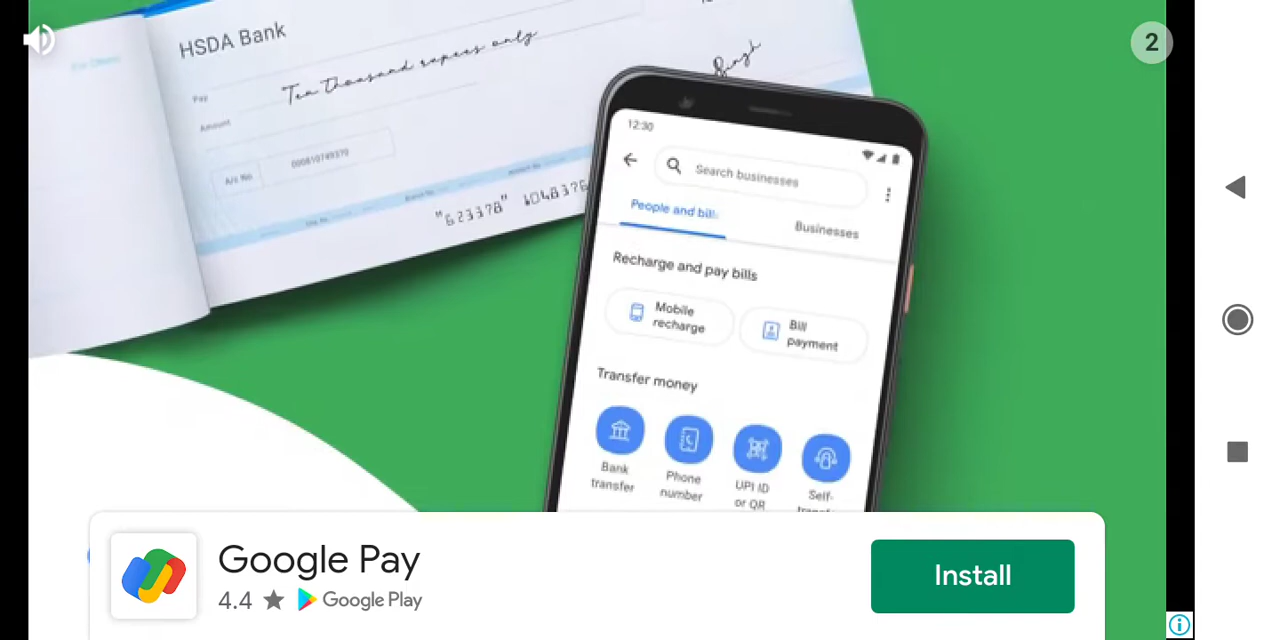 2
HSDA Bank
Pay
Ten thousand rupees only
Amount
A/c No
000810749370
"623378"
Singh
12:30
Search businesses
People and bills
Businesses
Recharge and pay bills
Mobile
recharge
Bill
payment
Transfer money
Bank
transfer
Phone
number
UPI ID
or QR
Self-
Google Pay
4.4 ★ Google Play
Install